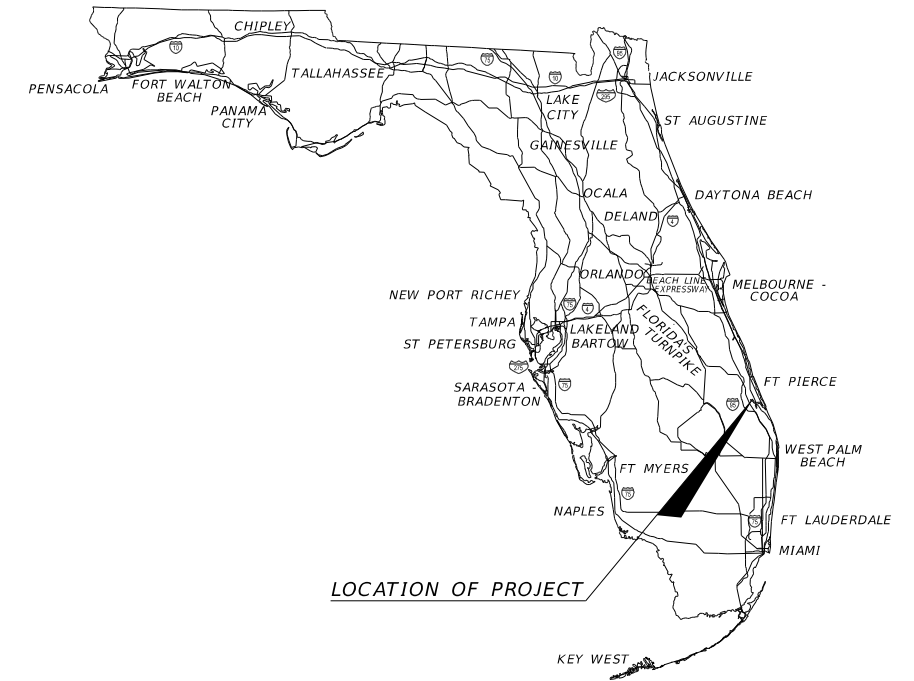 CHIPLEY
10
75
95
10
JACKSONVILLE
TALLAHASSEE
PENSACOLA
FORT WALTON
BEACH
LAKE
CITY
295
PANAMA
CITY
ST AUGUSTINE
GAINESVILLE
OCALA
DAYTONA BEACH
DELAND
4
ORLANDO
BEACH LINE
EXPRESSWAY
MELBOURNE -
COCOA
NEW PORT RICHEY
75
4
TAMPA
LAKELAND
BARTOW
ST PETERSBURG
FLORIDA'S
TURNPIKE
275
75
SARASOTA -
BRADENTON
FT PIERCE
95
WEST PALM
BEACH
FT MYERS
75
NAPLES
75
FT LAUDERDALE
MIAMI
LOCATION OF PROJECT
KEY WEST